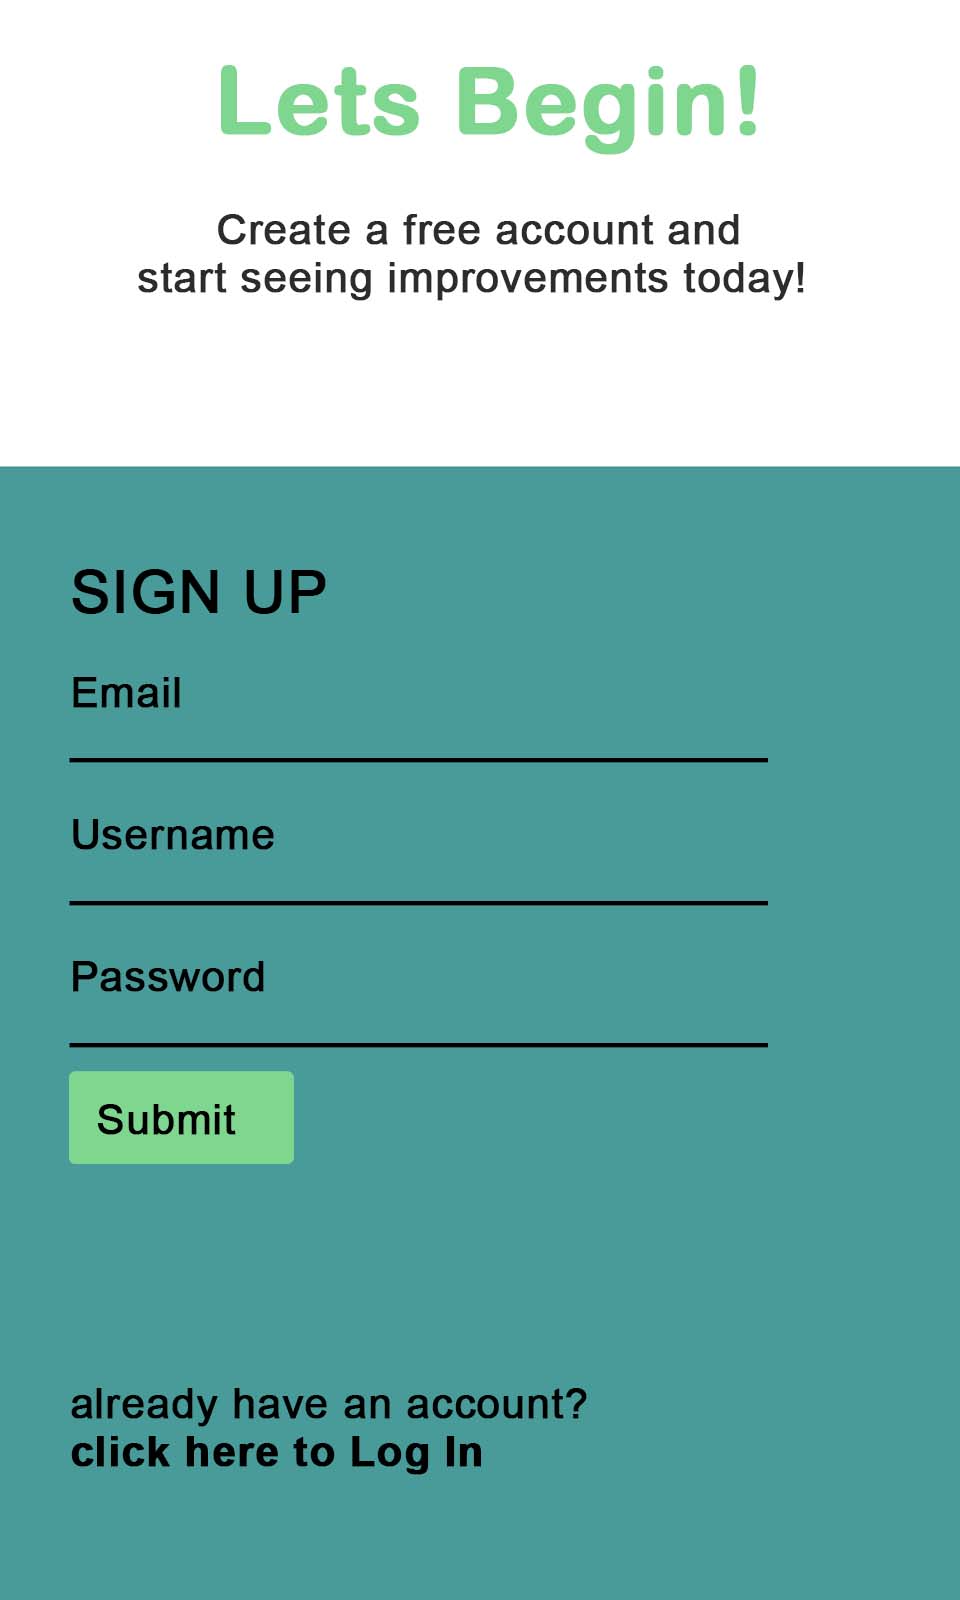 Lets Begin!
Create a free account and
start seeing improvements today!
SIGN UP
Email
Username
Password
Submit
already have an account?
click here to Log In